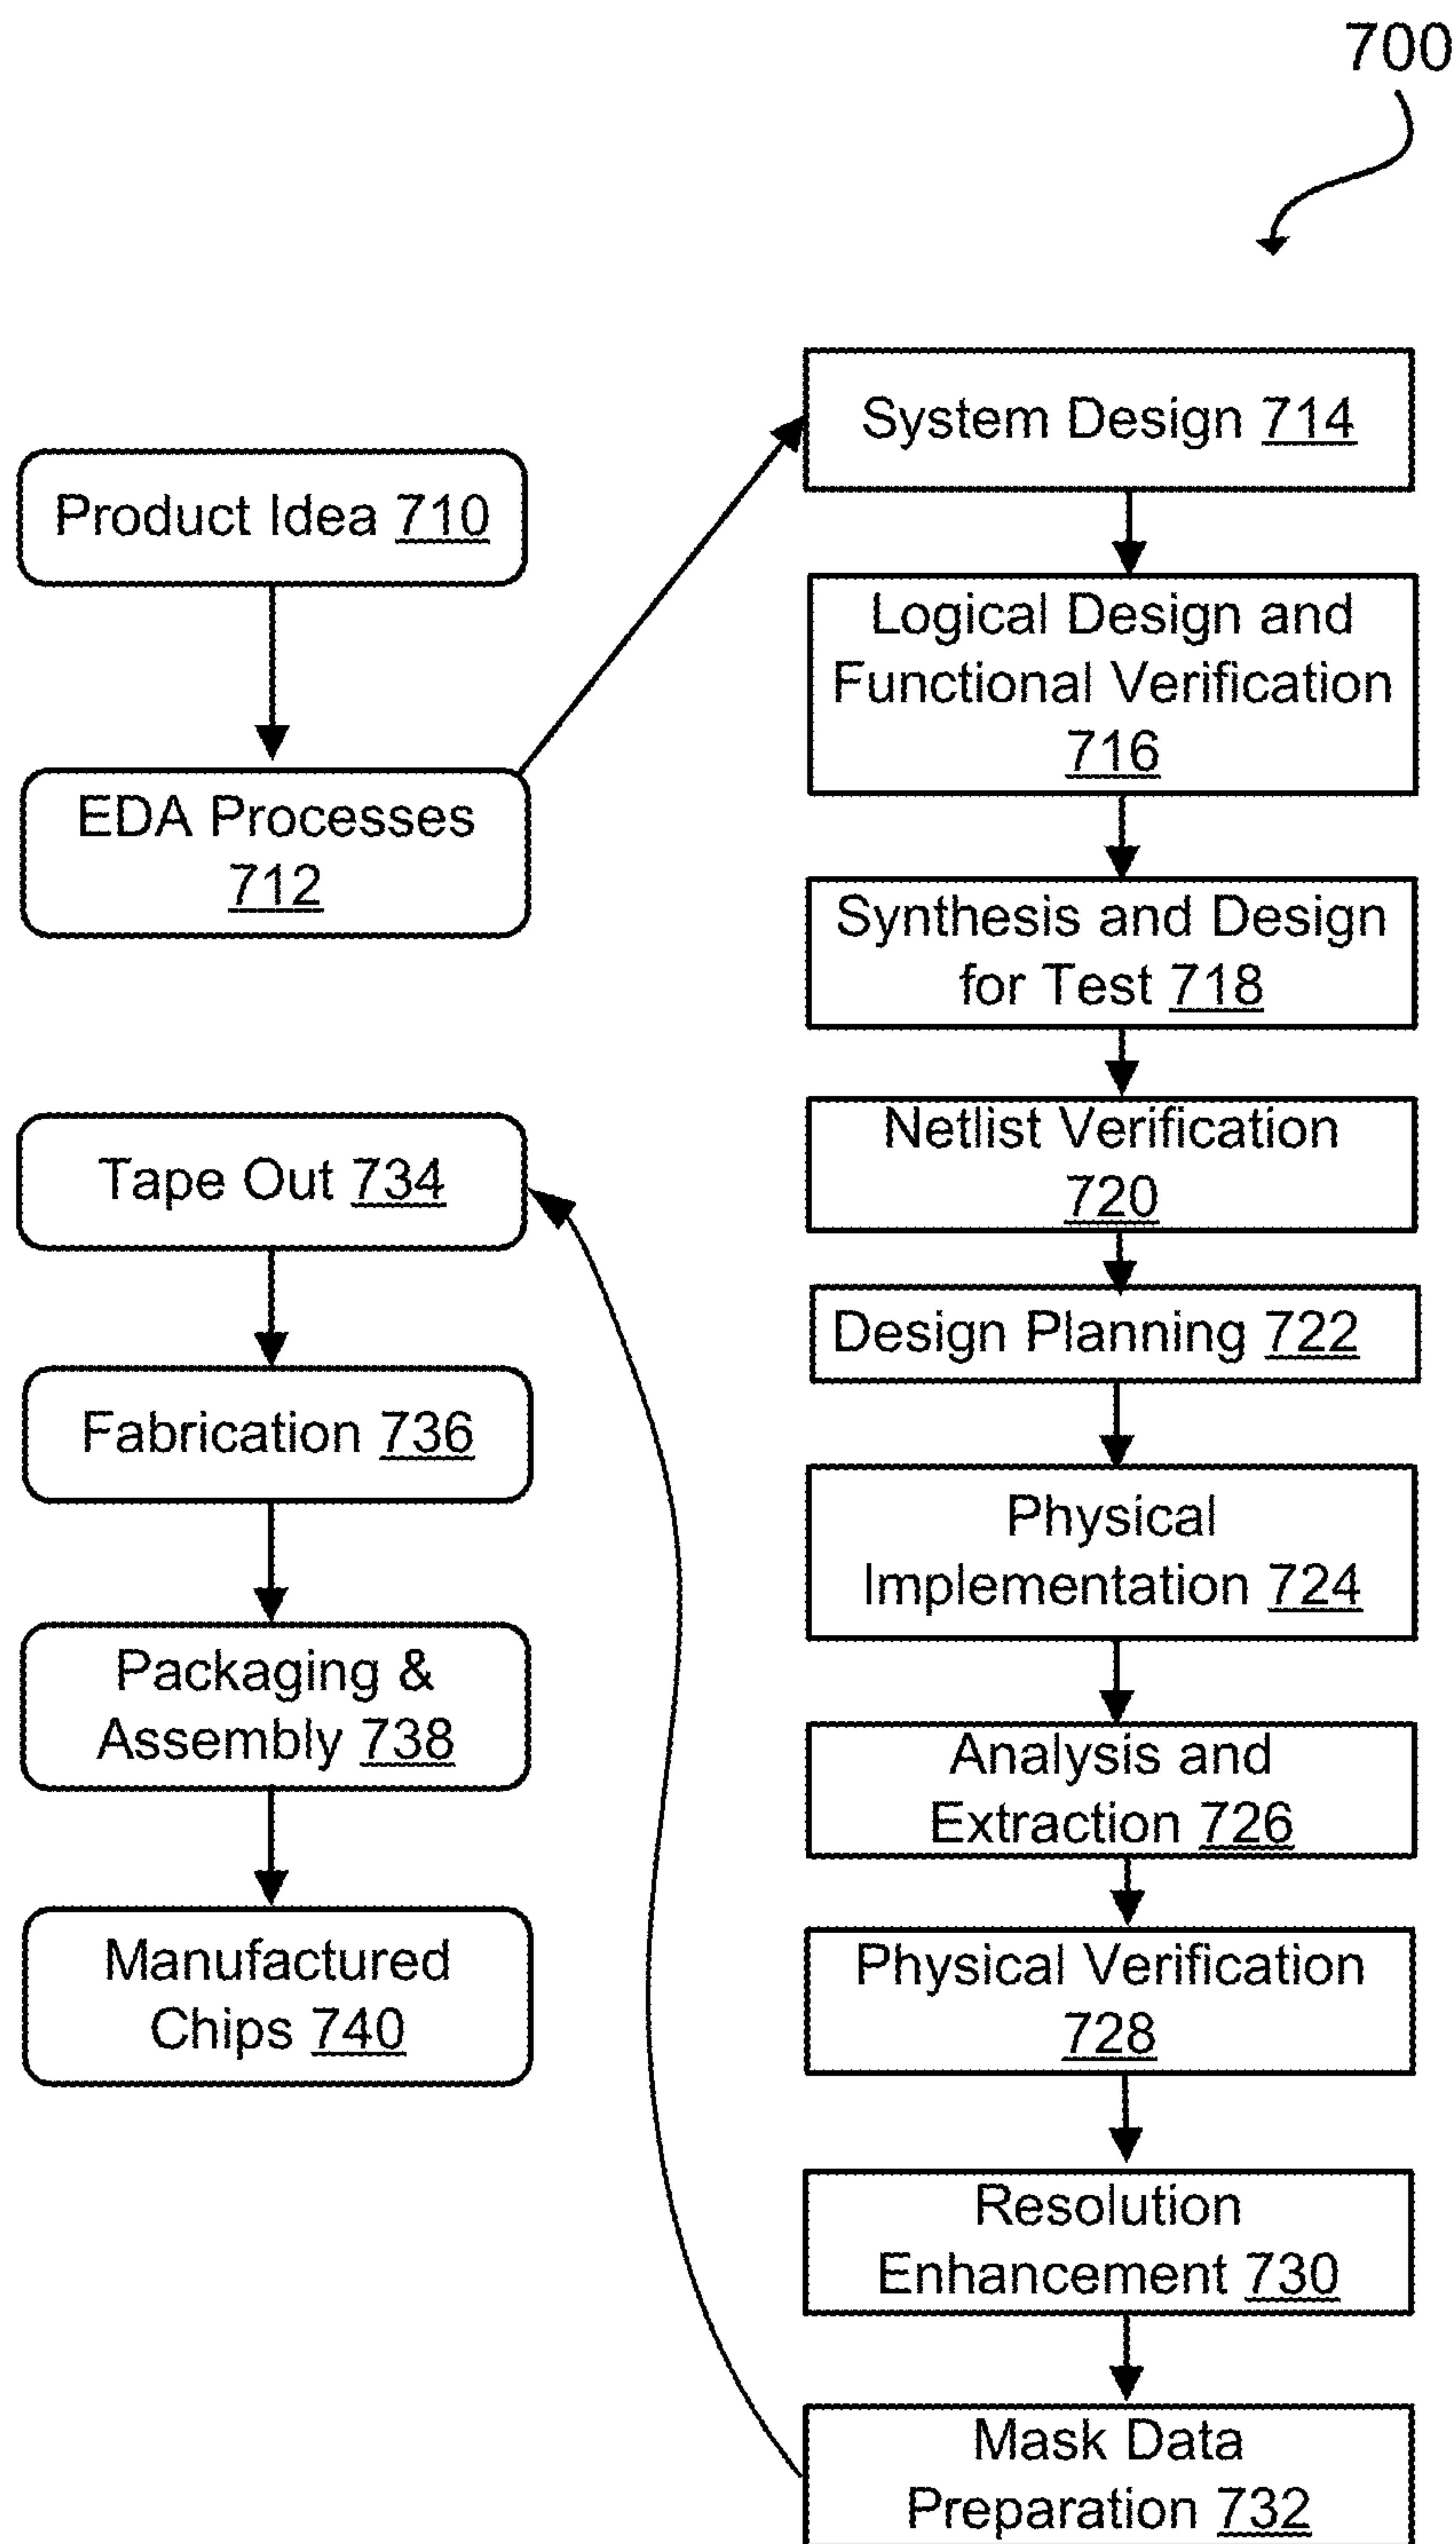 700
Product Idea 710
EDA Processes
712
System Design 714
Logical Design and
Functional Verification
716
Synthesis and Design
for Test 718
Netlist Verification
720
Design Planning 722
Physical
Implementation 724
Analysis and
Extraction 726
Physical Verification
728
Resolution
Enhancement 730
Mask Data
Preparation 732
Tape Out 734
Fabrication 736
Packaging &
Assembly 738
Manufactured
Chips 740